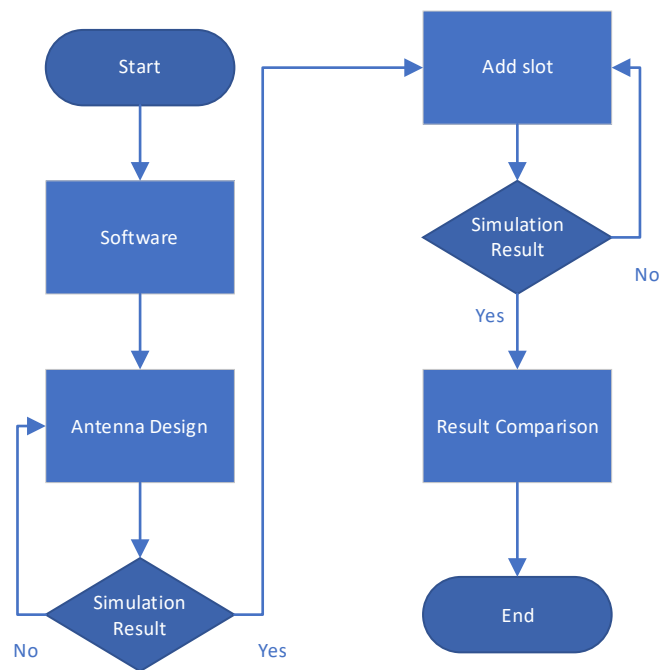 Start
Software
Antenna Design
Simulation
Result
No
Yes
Add slot
Simulation
Result
No
Yes
Result Comparison
End